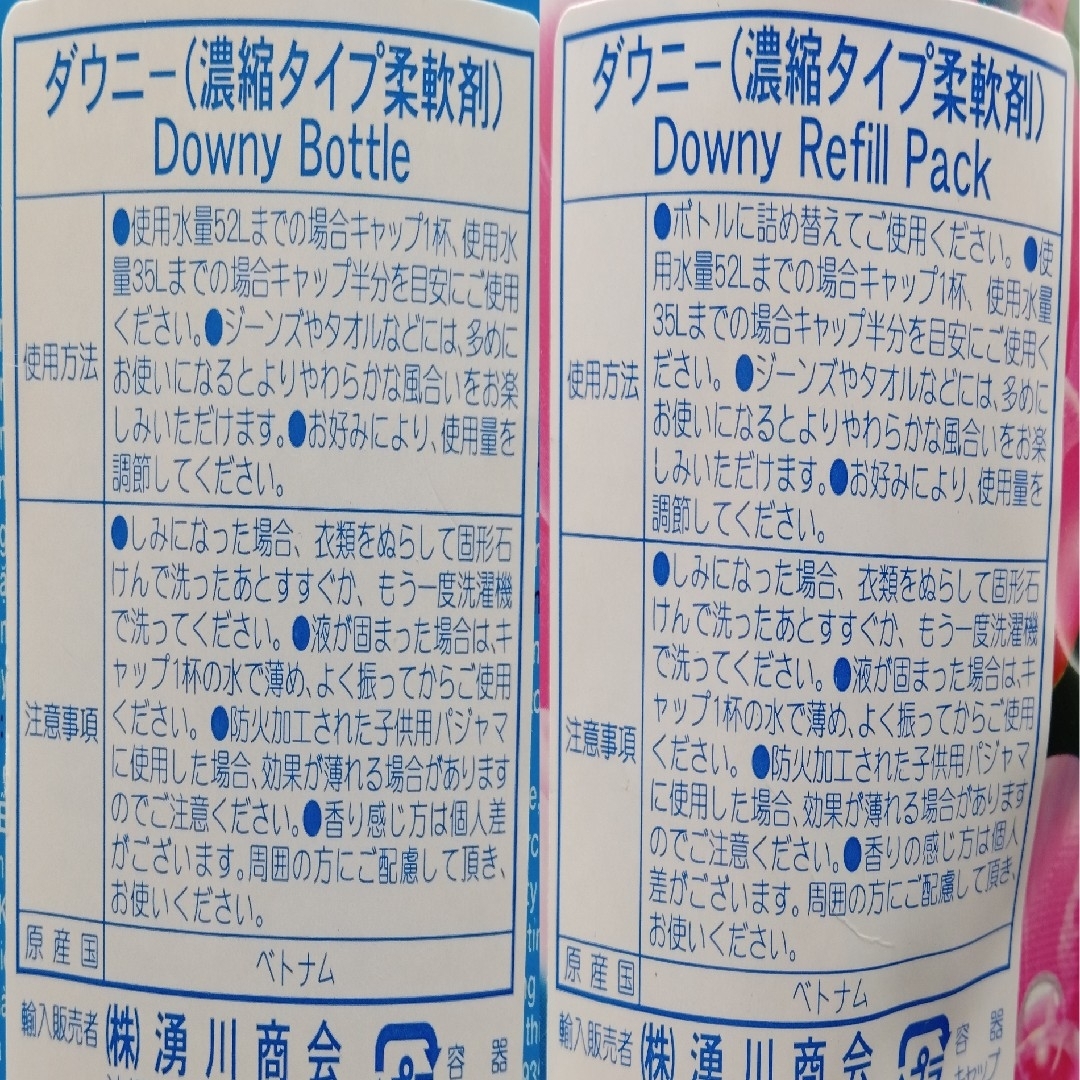 ダウニー(濃縮タイプ柔軟剤)
Downy Bottle
使用方法
●使用水量52Lまでの場合キャップ1杯、使用水
量35Lまでの場合キャップ半分を目安にご使用
ください。●ジーンズやタオルなどには、多めに
お使いになるとよりやわらかな風合いをお楽
しみいただけます。●お好みにより、使用量を
調節してください。
注意事項
●しみになった場合、衣類をぬらして固形石
けんで洗ったあとすすぐか、もう一度洗濯機
で洗ってください。●液が固まった場合は、キ
ャップ1杯の水で薄め、よく振ってからご使用
ください。●防火加工された子供用パジャマ
に使用した場合、効果が薄れる場合があります
のでご注意ください。●香り感じ方は個人差
がございます。周囲の方にご配慮して頂き、
お使いください。
原産国
ベトナム
輸入販売者
(株)湧川商会
容器
ダウニー(濃縮タイプ柔軟剤)
Downy Refill Pack
使用方法
●ボトルに詰め替えてご使用ください。●使
用水量52Lまでの場合キャップ1杯、使用水量
35Lまでの場合キャップ半分を目安にご使用く
ださい。●ジーンズやタオルなどには、多めに
お使いになるとよりやわらかな風合いをお楽
しみいただけます。●お好みにより、使用量を
調節してください。
注意事項
●しみになった場合、衣類をぬらして固形石
けんで洗ったあとすすぐか、もう一度洗濯機
で洗ってください。●液が固まった場合は、キ
ャップ1杯の水で薄め、よく振ってからご使用
ください。●防火加工された子供用パジャマ
に使用した場合、効果が薄れる場合があります
のでご注意ください。●香りの感じ方は個人
差がございます。周囲の方にご配慮して頂き、
お使いください。
原産国
ベトナム
輸入販売者
(株)湧川商会
容器
キャップ